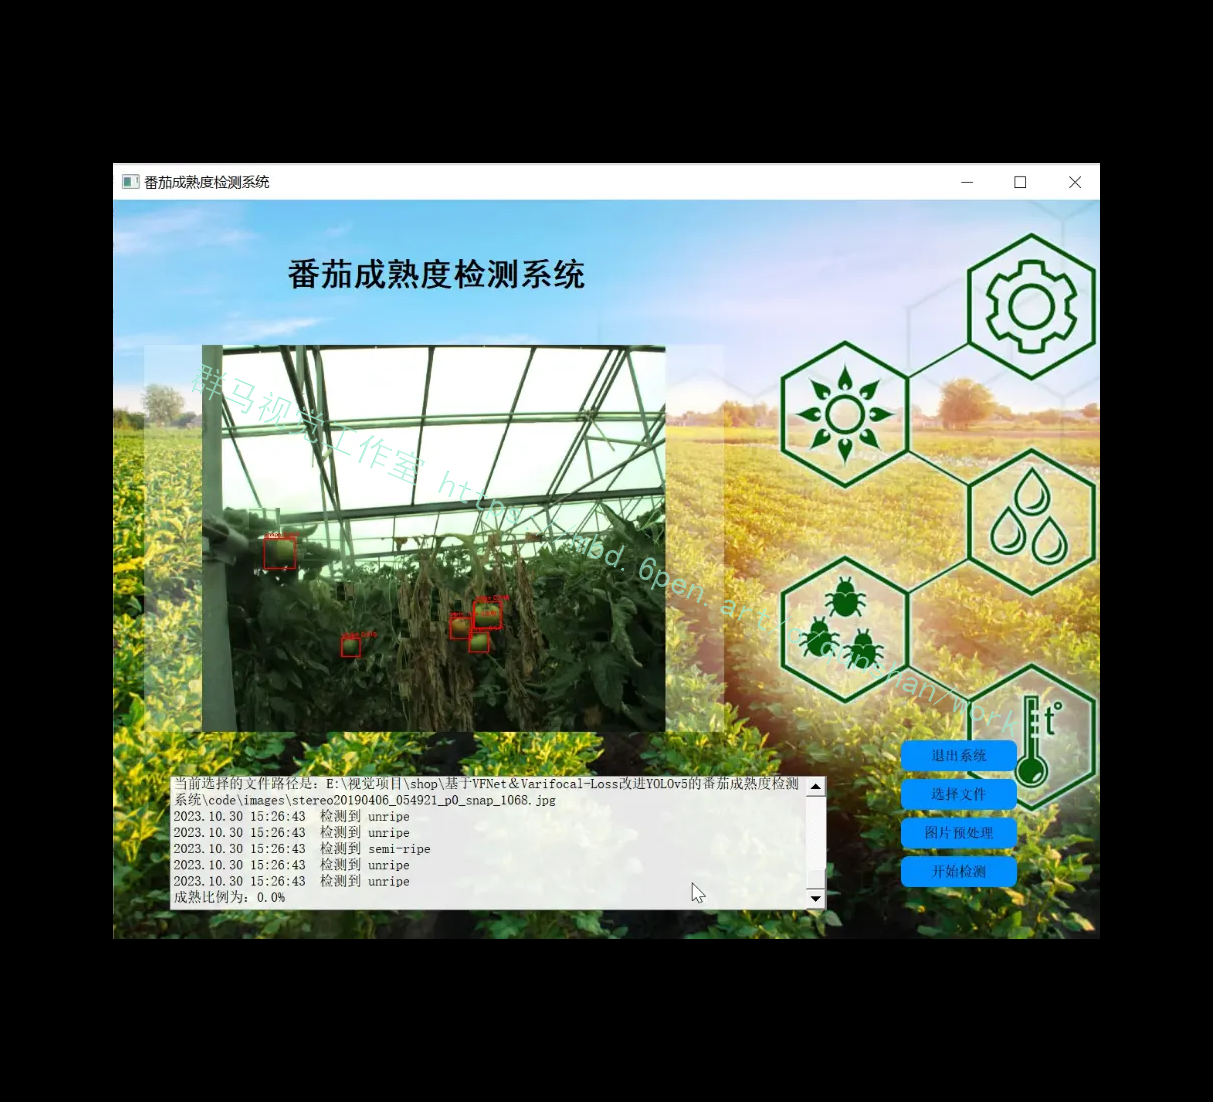 番茄成熟度检测系统
番茄成熟度检测系统
群马视觉工作室 https
6pen.art
/work
t°
退出系统
选择文件
图片预处理
开始检测
当前选择的文件路径是：E:\视觉项目\shop\基于VFNet＆Varifocal-Loss改进YOLOv5的番茄成熟度检测
系统\code\images\stereo20190406_054921_p0_snap_1068.jpg
2023.10.30 15:26:43 检测到 unripe
2023.10.30 15:26:43 检测到 unripe
2023.10.30 15:26:43 检测到 semi-ripe
2023.10.30 15:26:43 检测到 unripe
2023.10.30 15:26:43 检测到 unripe
成熟比例为：0.0%